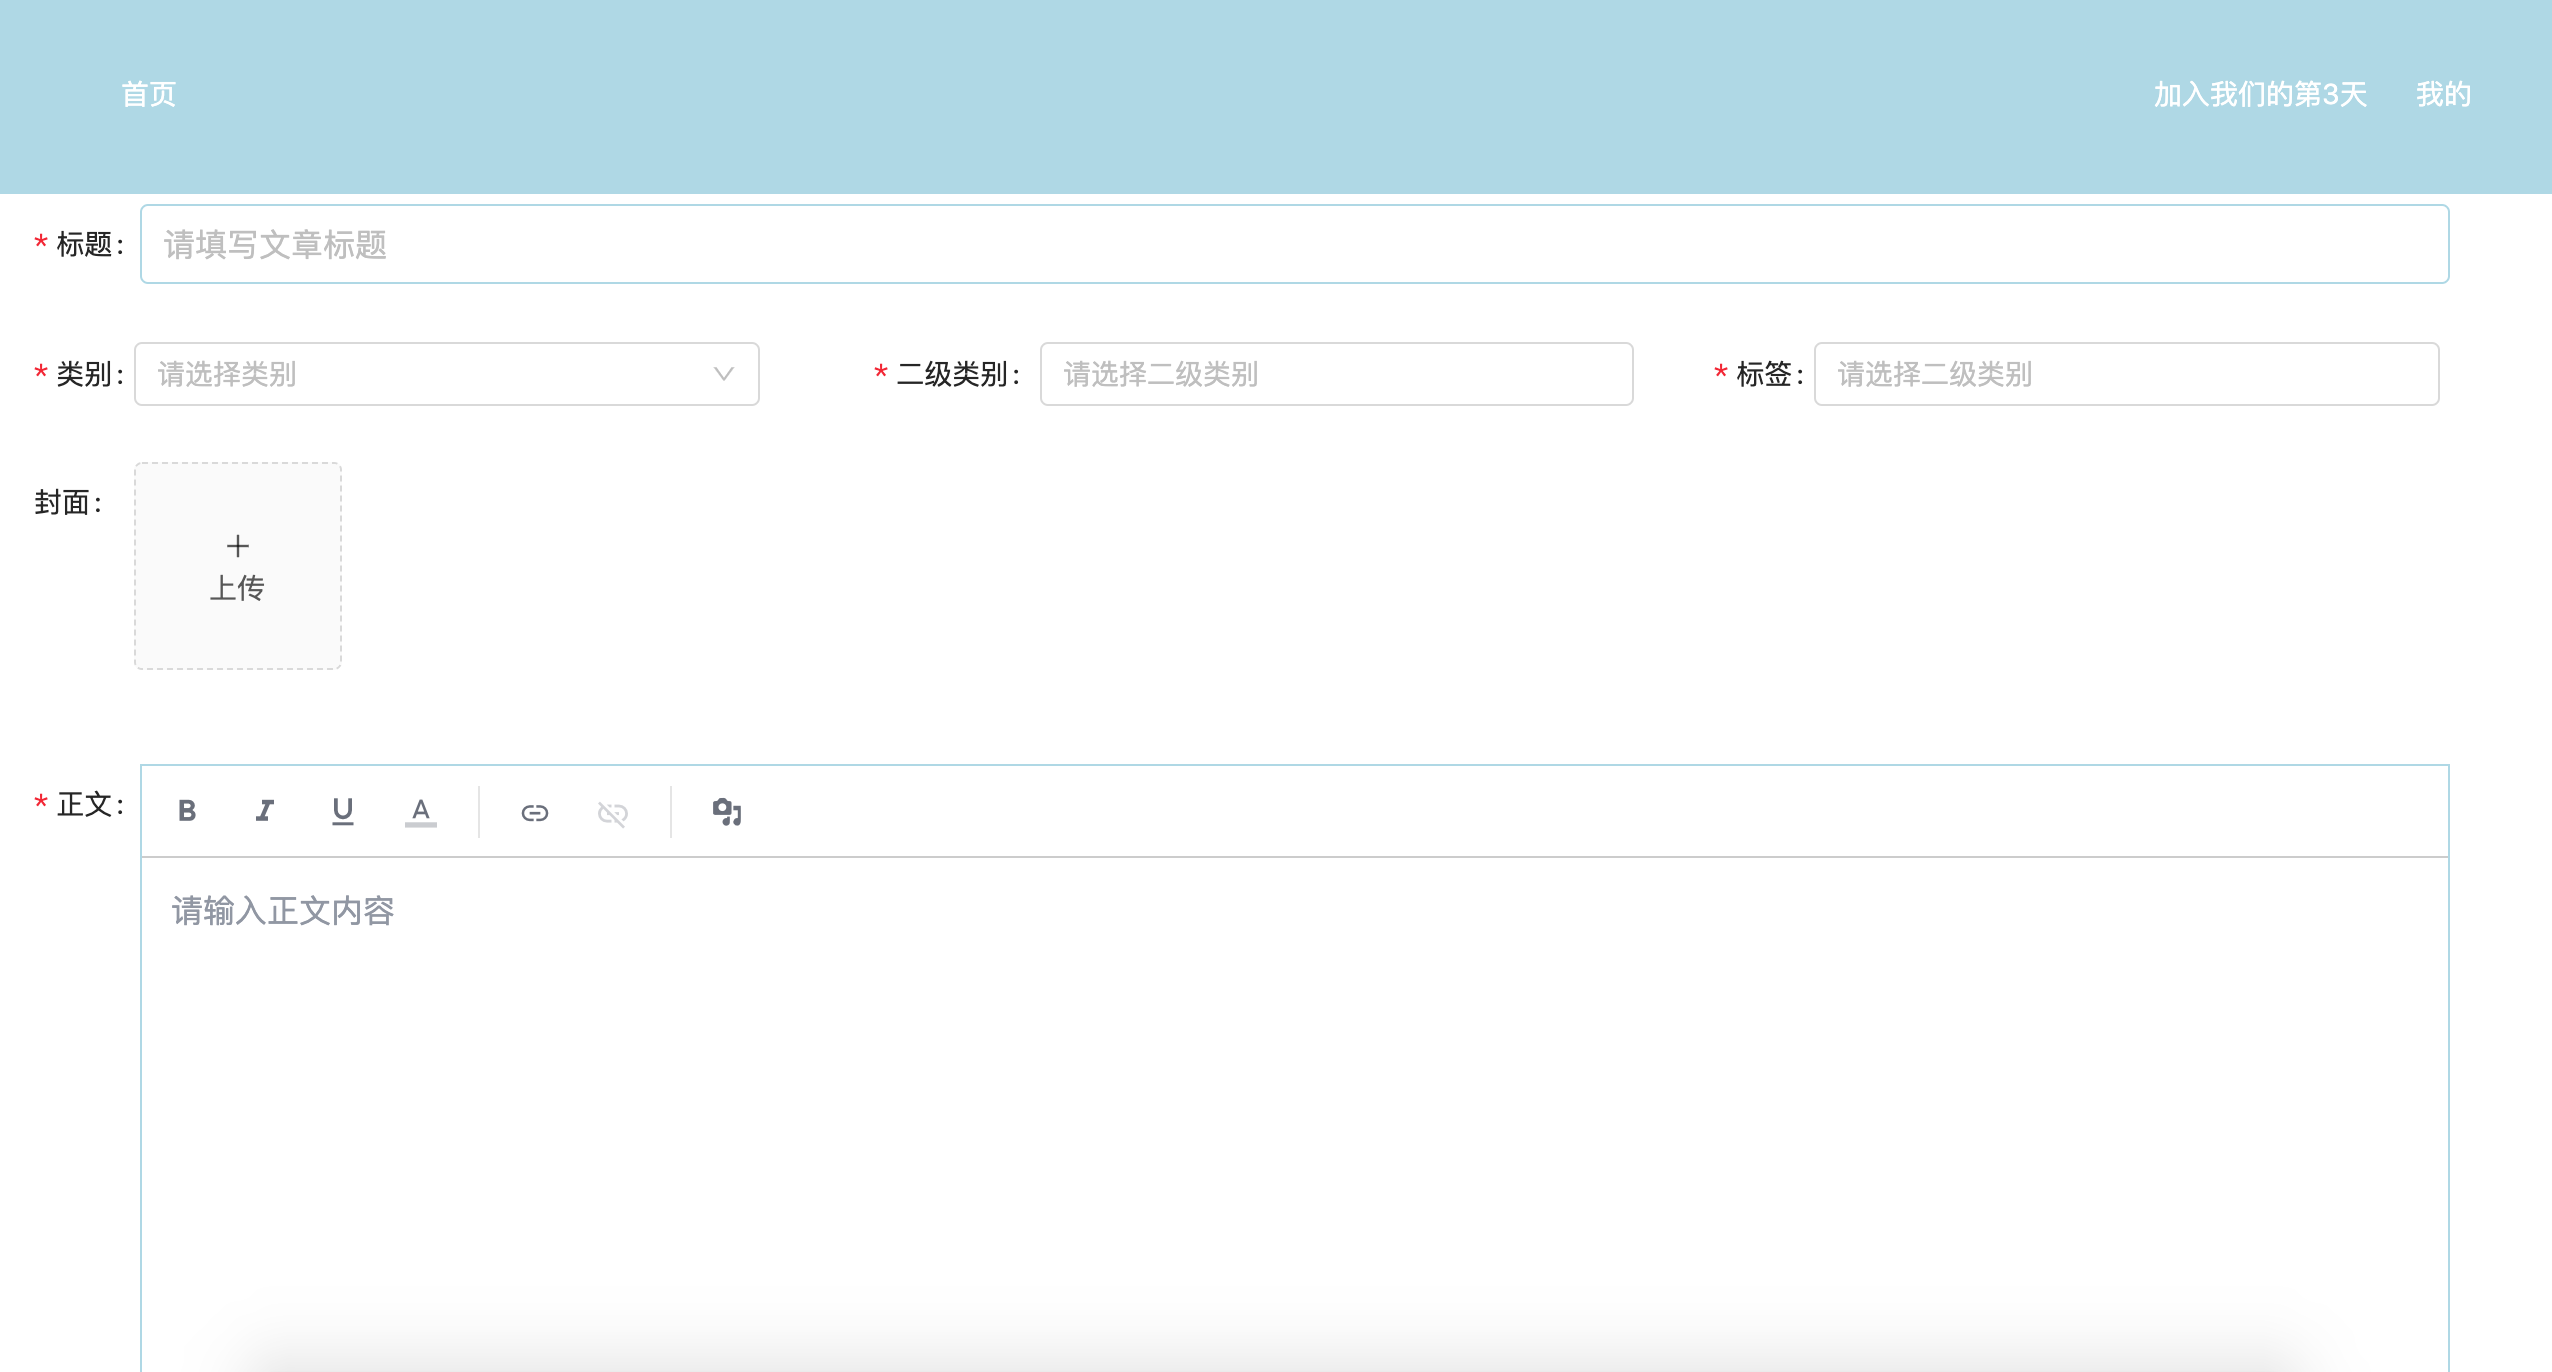 首页 加入我们的第3天 我的
* 标题: 请填写文章标题
* 类别: 请选择类别 * 二级类别: 请选择二级类别 * 标签: 请选择二级类别
封面:
上传
* 正文: B I U A
请输入正文内容